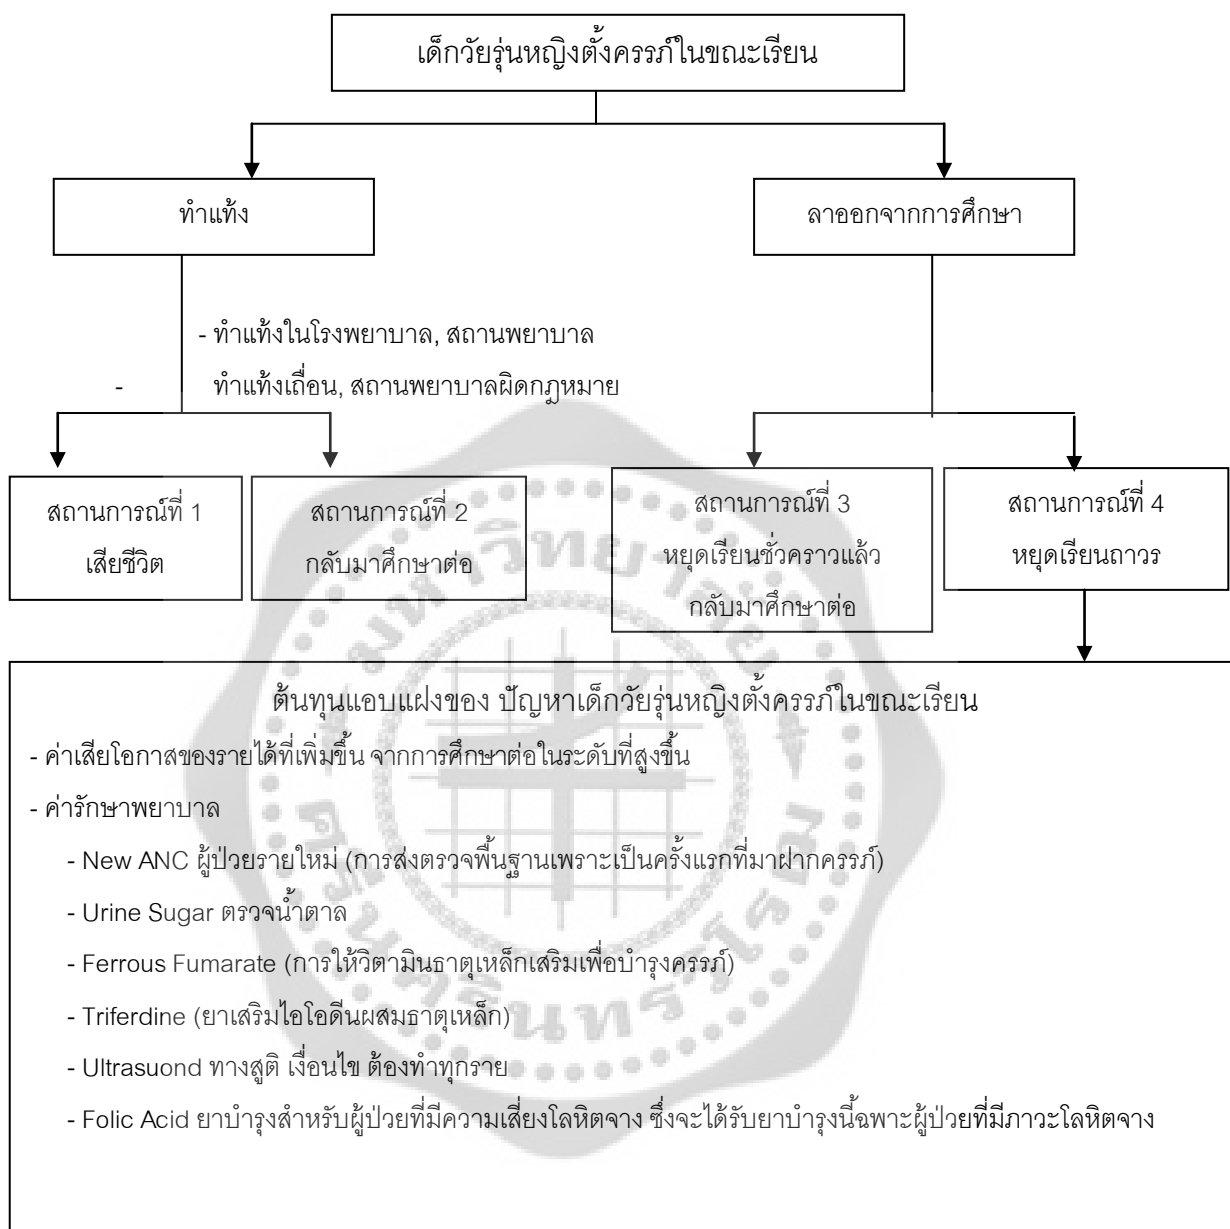 เด็กวัยรุ่นหญิงตั้งครรภ์ในขณะเรียน
ทำแท้ง
ลาออกจากการศึกษา
- ทำแท้งในโรงพยาบาล, สถานพยาบาล
- ทำแท้งเถื่อน, สถานพยาบาลผิดกฎหมาย
สถานการณ์ที่ 1
เสียชีวิต
สถานการณ์ที่ 2
กลับมาศึกษาต่อ
สถานการณ์ที่ 3
หยุดเรียนชั่วคราวแล้ว
กลับมาศึกษาต่อ
สถานการณ์ที่ 4
หยุดเรียนถาวร
ต้นทุนแอบแฝงของ ปัญหาเด็กวัยรุ่นหญิงตั้งครรภ์ในขณะเรียน
- ค่าเสียโอกาสของรายได้ที่เพิ่มขึ้น จากการศึกษาต่อในระดับที่สูงขึ้น
- ค่ารักษาพยาบาล
- New ANC ผู้ป่วยรายใหม่ (การส่งตรวจพื้นฐานเพราะเป็นครั้งแรกที่มาฝากครรภ์)
- Urine Sugar ตรวจน้ำตาล
- Ferrous Fumarate (การให้วิตามินธาตุเหล็กเสริมเพื่อบำรุงครรภ์)
- Triferdine (ยาเสริมไอโอดีนผสมธาตุเหล็ก)
- Ultrasuond ทางสูติ เงื่อนไข ต้องทำทุกราย
- Folic Acid ยาบำรุงสำหรับผู้ป่วยที่มีความเสี่ยงโลหิตจาง ซึ่งจะได้รับยาบำรุงนี้ฉพาะผู้ป่วยที่มีภาวะโลหิตจาง
มหาวิทยาลัย
ศรีนครินทรวิโรฒ